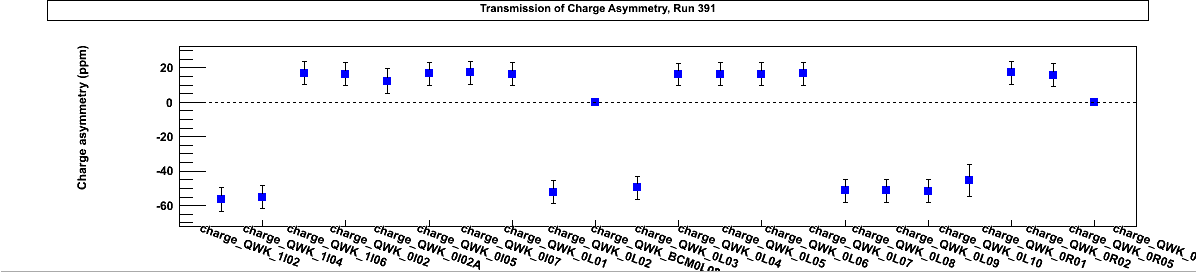 Transmission of Charge Asymmetry, Run 391
Charge asymmetry (ppm)
20
0
-20
-40
-60
charge_QWK_1I02
charge_QWK_1I04
charge_QWK_1I06
charge_QWK_0I02
charge_QWK_0I02A
charge_QWK_0I05
charge_QWK_0I07
charge_QWK_0L01
charge_QWK_0L02
charge_QWK_BCM0L02
charge_QWK_0L03
charge_QWK_0L04
charge_QWK_0L05
charge_QWK_0L06
charge_QWK_0L07
charge_QWK_0L08
charge_QWK_0L09
charge_QWK_0L10
charge_QWK_0R01
charge_QWK_0R02
charge_QWK_0R05
charge_QWK_0